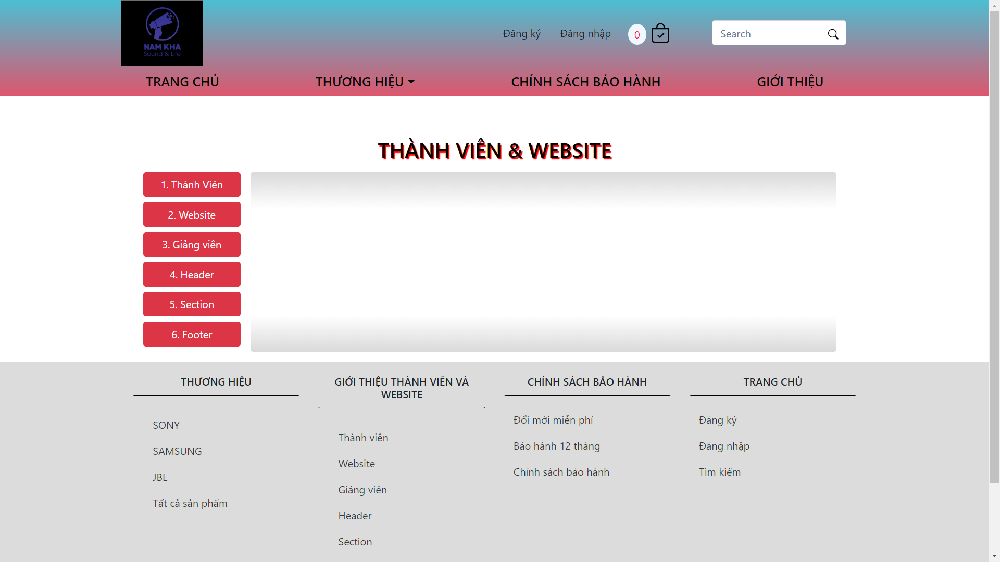 NAM KHA
Sound & Life
Đăng ký
Đăng nhập
0
Search
TRANG CHỦ
THƯƠNG HIỆU
CHÍNH SÁCH BẢO HÀNH
GIỚI THIỆU
THÀNH VIÊN & WEBSITE
1. Thành Viên
2. Website
3. Giảng viên
4. Header
5. Section
6. Footer
THƯƠNG HIỆU
SONY
SAMSUNG
JBL
Tất cả sản phẩm
GIỚI THIỆU THÀNH VIÊN VÀ
WEBSITE
Thành viên
Website
Giảng viên
Header
Section
CHÍNH SÁCH BẢO HÀNH
Đổi mới miễn phí
Bảo hành 12 tháng
Chính sách bảo hành
TRANG CHỦ
Đăng ký
Đăng nhập
Tìm kiếm